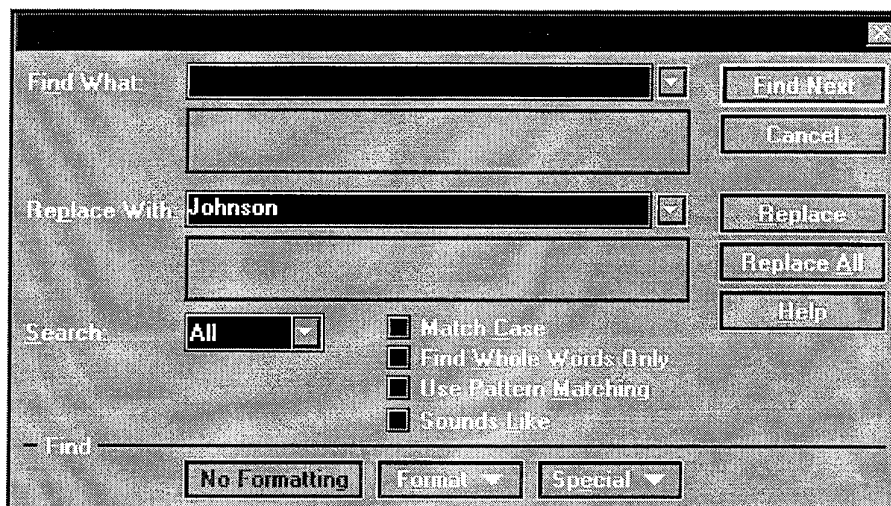 Find What:
Find Next
Cancel
Replace With: Johnson
Replace
Replace All
Help
Search: All
Match Case
Find Whole Words Only
Use Pattern Matching
Sounds Like
Find
No Formatting Format Special